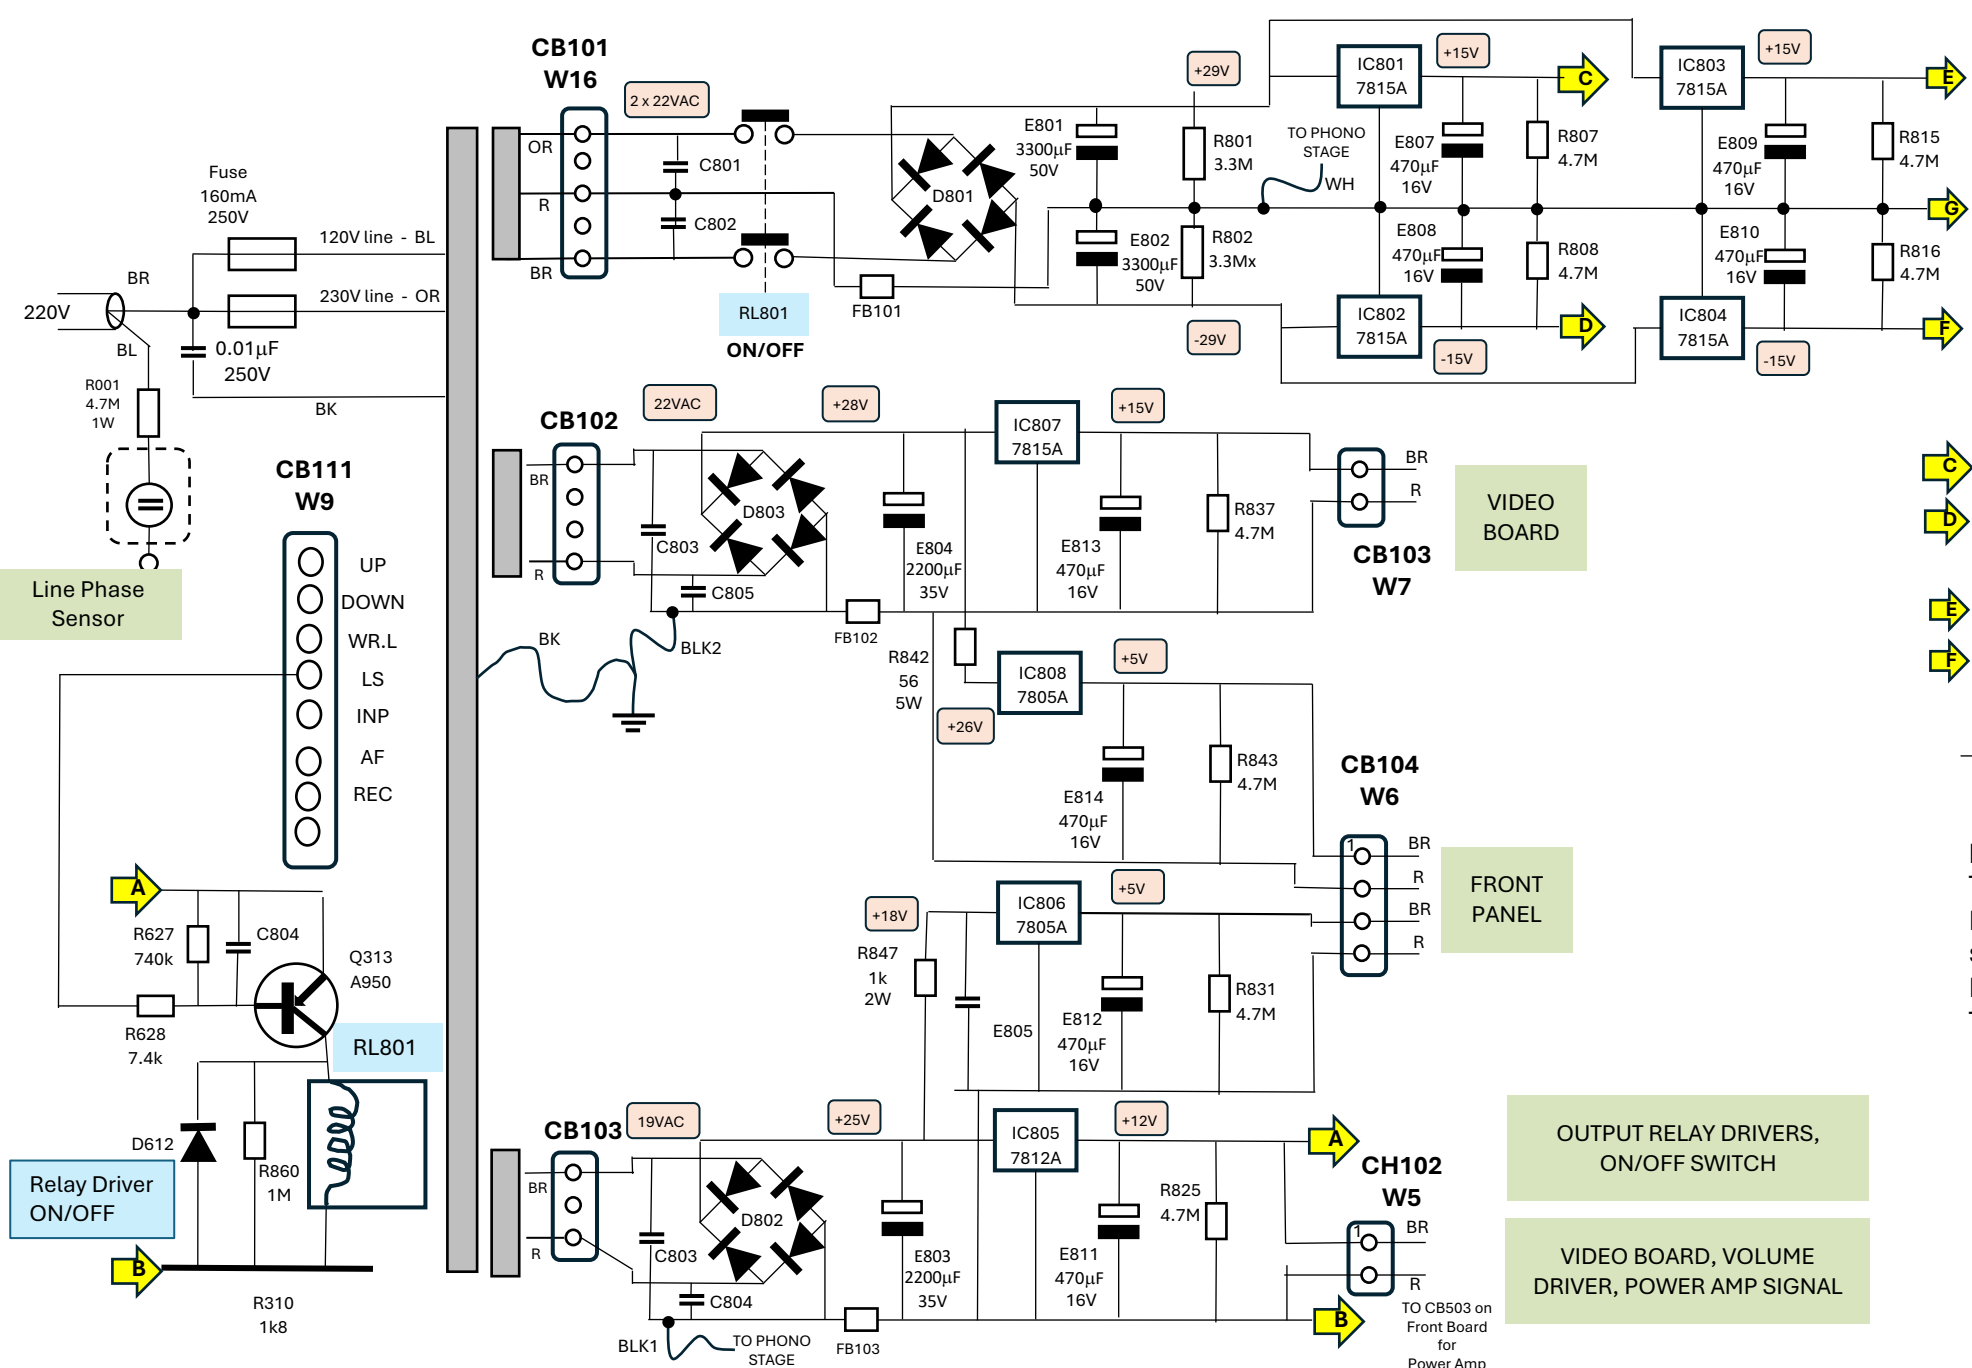 CB101
W16
2 x 22VAC
OR
R
BR
C801
C802
RL801
ON/OFF
FB101
D801
E801
3300µF
50V
E802
3300µF
50V
+29V
R801
3.3M
R802
3.3Mx
-29V
TO PHONO
STAGE
WH
IC801
7815A
+15V
C
E807
470µF
16V
R807
4.7M
E808
470µF
16V
R808
4.7M
IC802
7815A
-15V
D
IC803
7815A
+15V
E
E809
470µF
16V
R815
4.7M
G
E810
470µF
16V
R816
4.7M
IC804
7815A
-15V
F
Fuse
160mA
250V
120V line - BL
230V line - OR
BR
220V
BL
0.01µF
250V
BK
R001
4.7M
1W
Line Phase
Sensor
CB111
W9
UP
DOWN
WR.L
LS
INP
AF
REC
CB102
22VAC
BR
R
C803
C805
D803
+28V
E804
2200µF
35V
FB102
BK
BLK2
IC807
7815A
+15V
E813
470µF
16V
R837
4.7M
BR
R
CB103
W7
VIDEO
BOARD
C
D
E
F
R842
56
5W
+26V
IC808
7805A
+5V
E814
470µF
16V
R843
4.7M
CB104
W6
1
BR
R
BR
R
FRONT
PANEL
+18V
R847
1k
2W
E805
IC806
7805A
+5V
E812
470µF
16V
R831
4.7M
A
R627
740k
C804
Q313
A950
R628
7.4k
RL801
D612
R860
1M
Relay Driver
ON/OFF
B
R310
1k8
CB103
19VAC
BR
R
C803
C804
D802
BLK1
TO PHONO
STAGE
FB103
+25V
E803
2200µF
35V
IC805
7812A
+12V
E811
470µF
16V
R825
4.7M
A
CH102
W5
1
BR
R
B
TO CB503 on
Front Board
for
Power Amp
OUTPUT RELAY DRIVERS,
ON/OFF SWITCH
VIDEO BOARD, VOLUME
DRIVER, POWER AMP SIGNAL